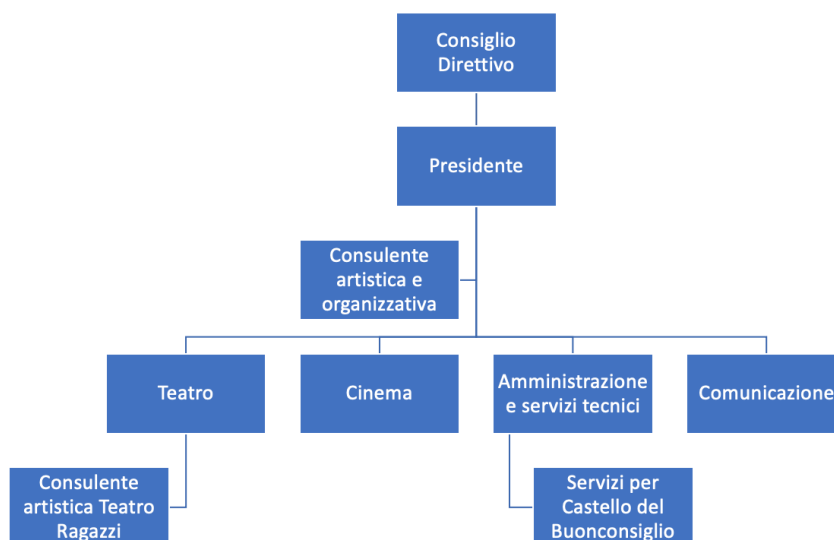 Consiglio
Direttivo
Presidente
Consulente
artistica e
organizzativa
Teatro
Cinema
Amministrazione
e servizi tecnici
Comunicazione
Consulente
artistica Teatro
Ragazzi
Servizi per
Castello del
Buonconsiglio